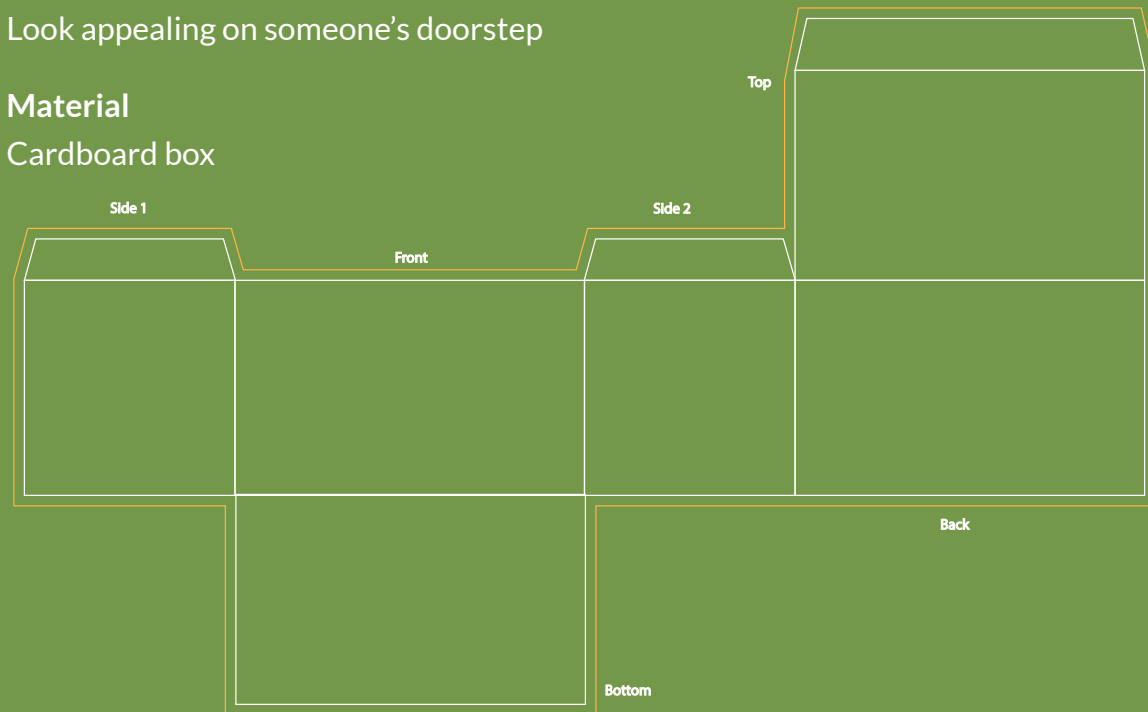 Look appealing on someone’s doorstep
Material
Cardboard box
Top
Side 1
Side 2
Front
Back
Bottom